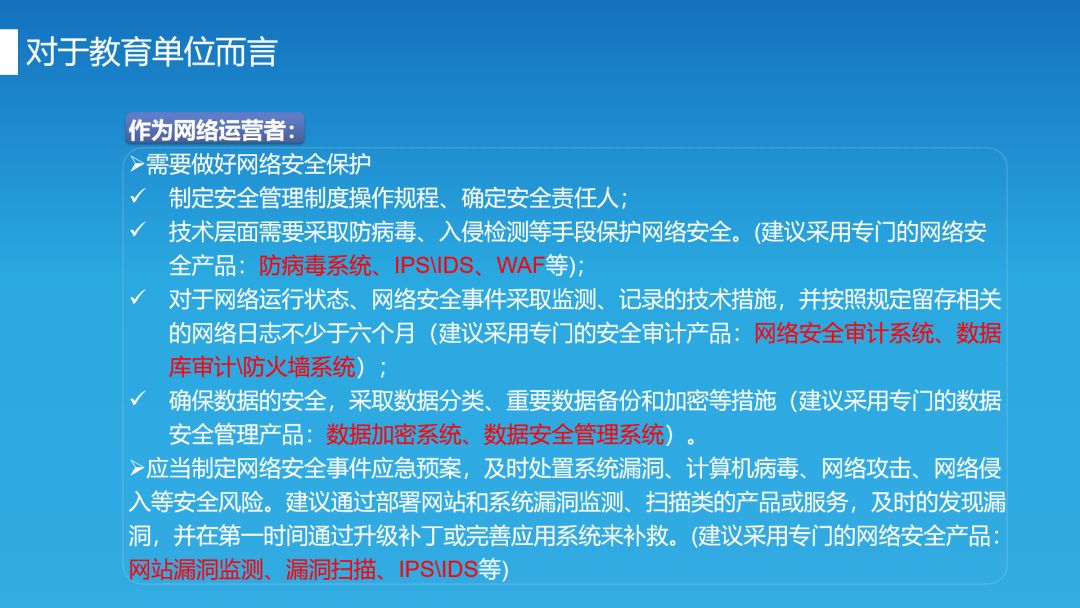 对于教育单位而言
作为网络运营者：
➢需要做好网络安全保护
✓ 制定安全管理制度操作规程、确定安全责任人；
✓ 技术层面需要采取防病毒、入侵检测等手段保护网络安全。(建议采用专门的网络安
全产品：防病毒系统、IPS\IDS、WAF等)；
✓ 对于网络运行状态、网络安全事件采取监测、记录的技术措施，并按照规定留存相关
的网络日志不少于六个月（建议采用专门的安全审计产品：网络安全审计系统、数据
库审计\防火墙系统）；
✓ 确保数据的安全，采取数据分类、重要数据备份和加密等措施（建议采用专门的数据
安全管理产品：数据加密系统、数据安全管理系统）。
➢应当制定网络安全事件应急预案，及时处置系统漏洞、计算机病毒、网络攻击、网络侵
入等安全风险。建议通过部署网站和系统漏洞监测、扫描类的产品或服务，及时的发现漏
洞，并在第一时间通过升级补丁或完善应用系统来补救。(建议采用专门的网络安全产品：
网站漏洞监测、漏洞扫描、IPS\IDS等)